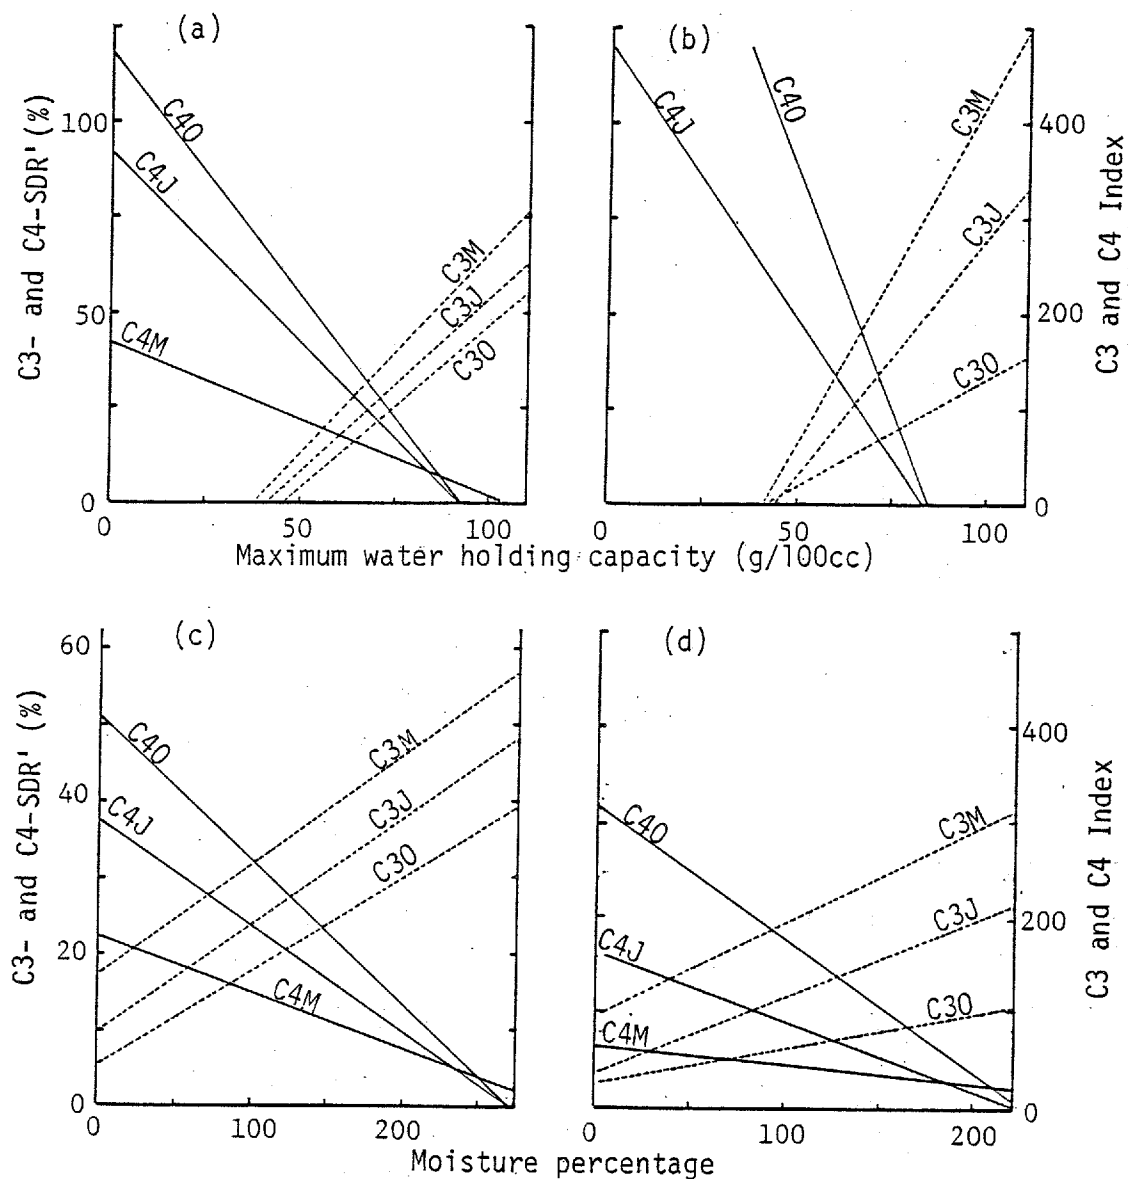 (a)
C3- and C4-SDR' (%)
100
50
0
C4O
C4J
C4M
C3M
C3J
C3O
0 50 100
(b)
C4J
C4O
C3M
C3J
C3O
400
200
0
C3 and C4 Index
0 50 100
Maximum water holding capacity (g/100cc)
(c)
C3- and C4-SDR' (%)
60
40
20
0
C4O
C4J
C4M
C3M
C3J
C3O
0 100 200
(d)
C4O
C4J
C4M
C3M
C3J
C3O
400
200
0
C3 and C4 Index
0 100 200
Moisture percentage